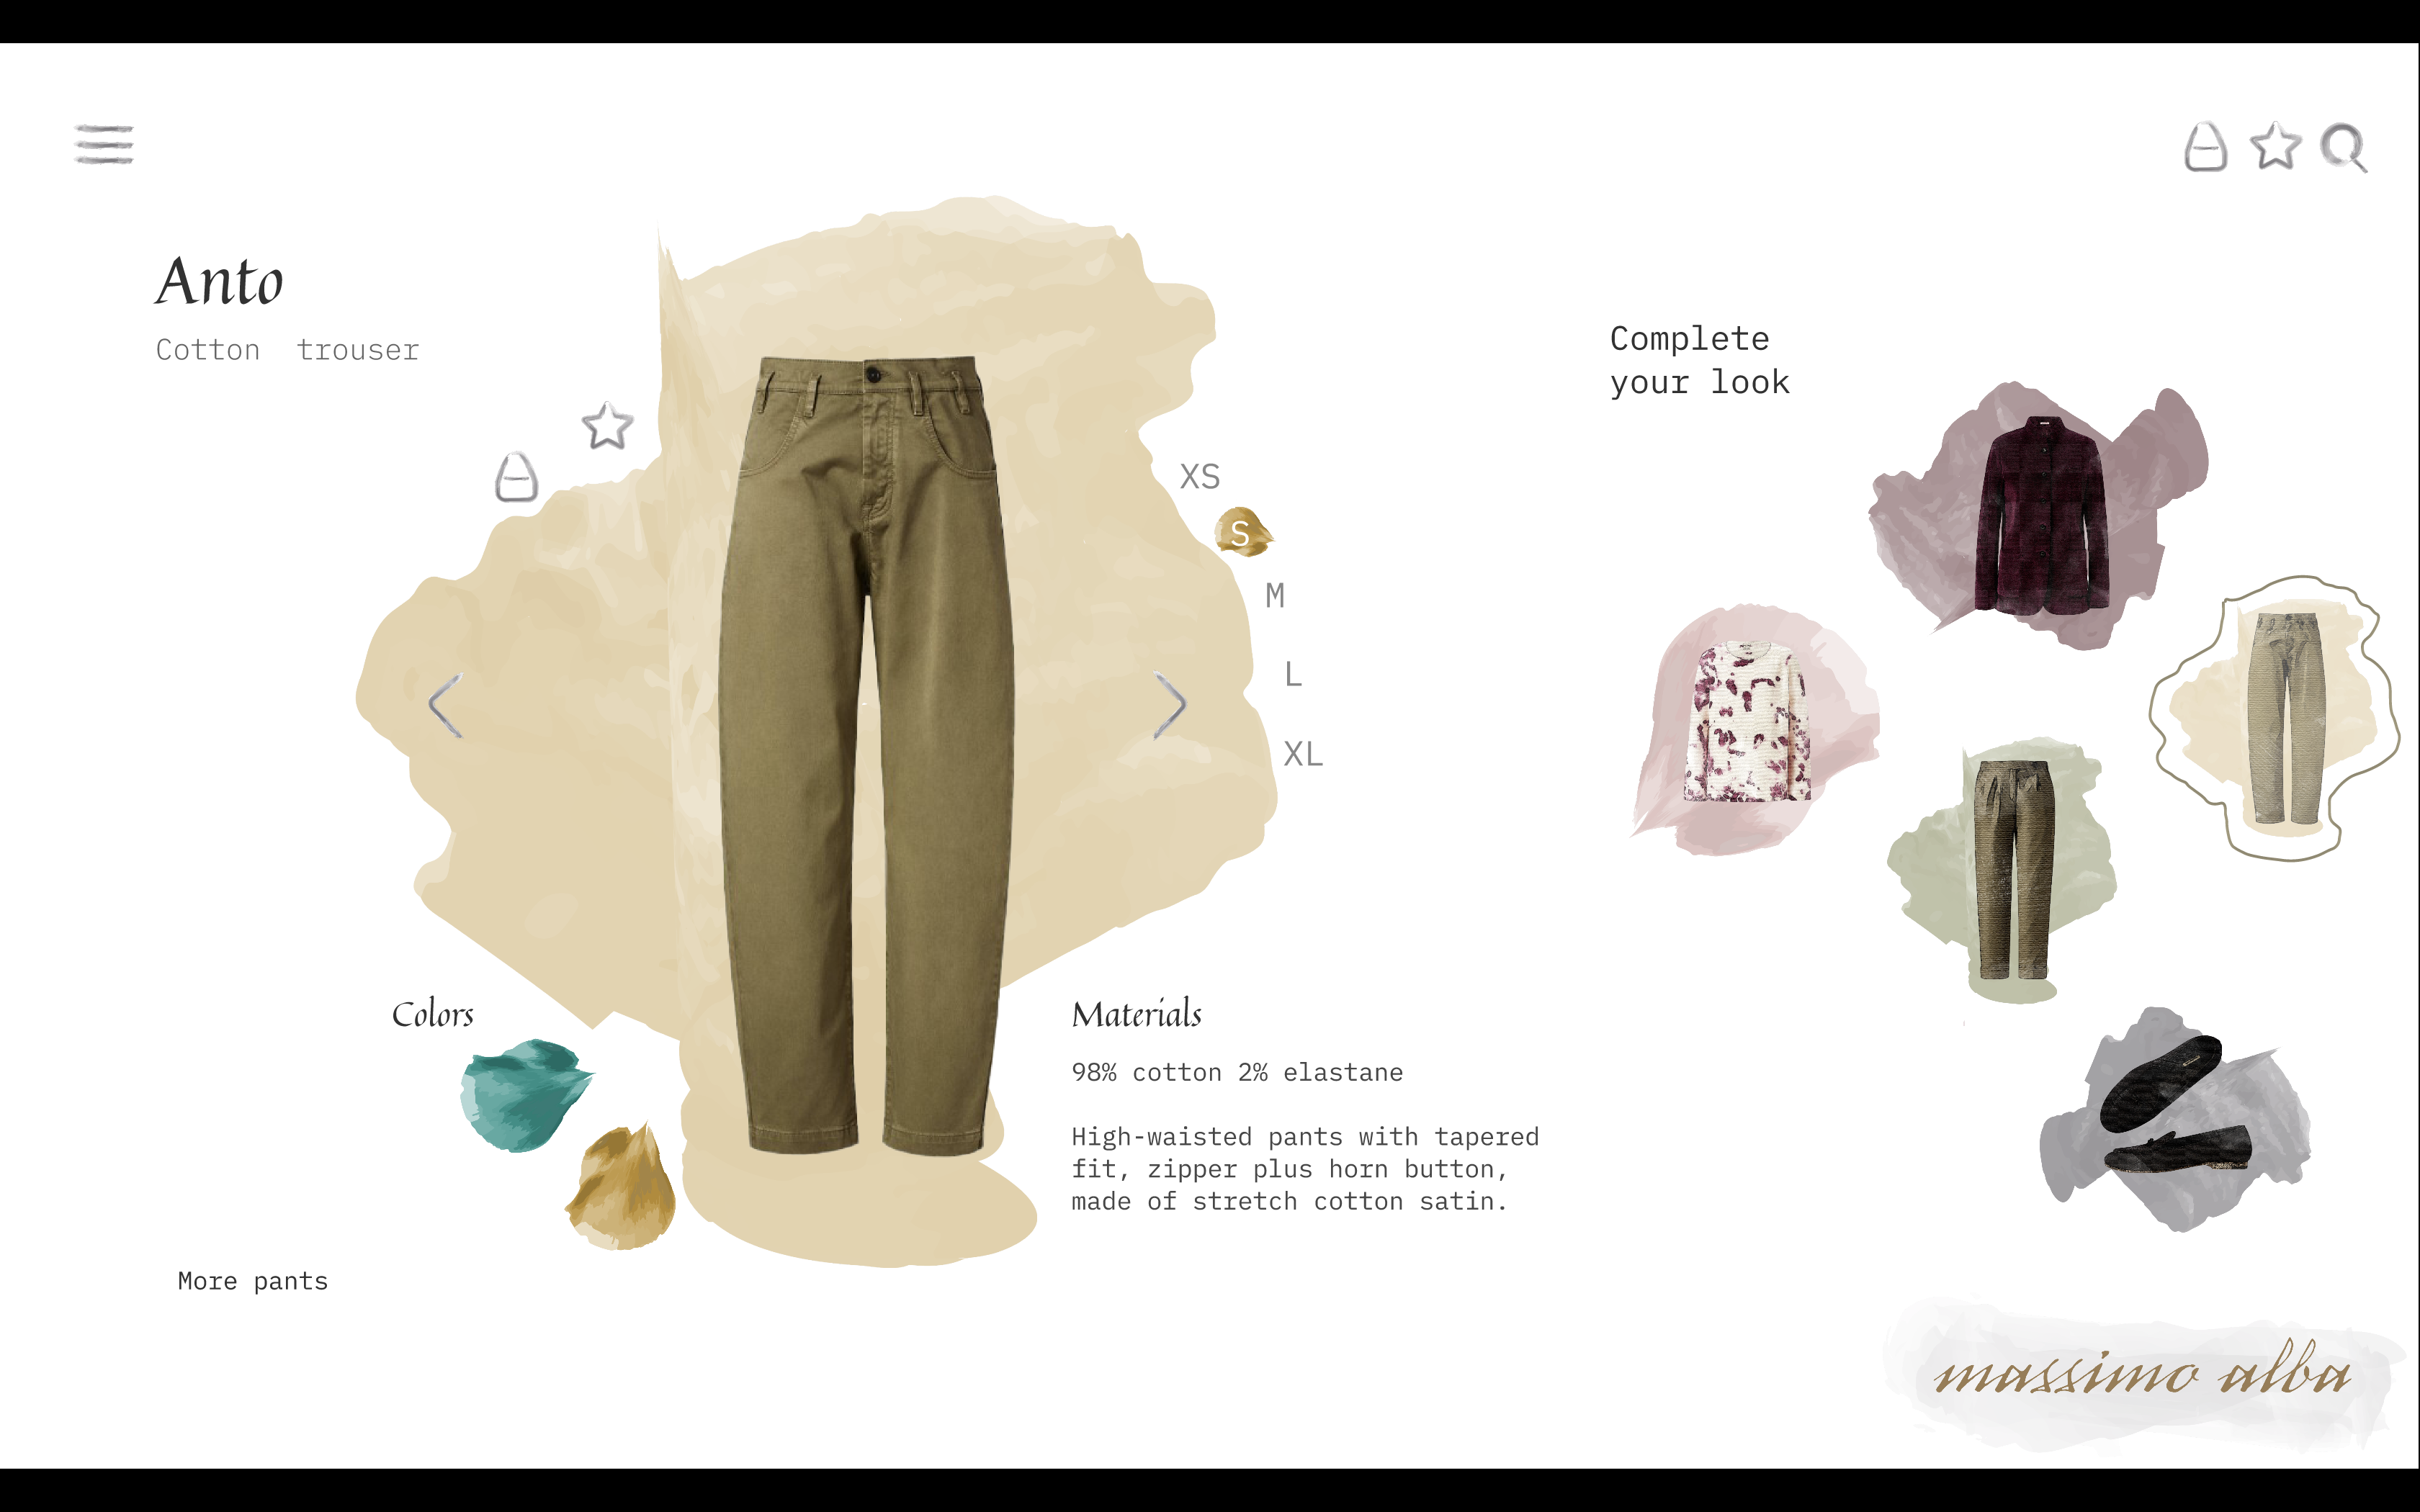 Anto
Cotton trouser
XS
S
M
L
XL
Complete
your look
Colors
Materials
98% cotton 2% elastane
High-waisted pants with tapered
fit, zipper plus horn button,
made of stretch cotton satin.
More pants
massimo alba